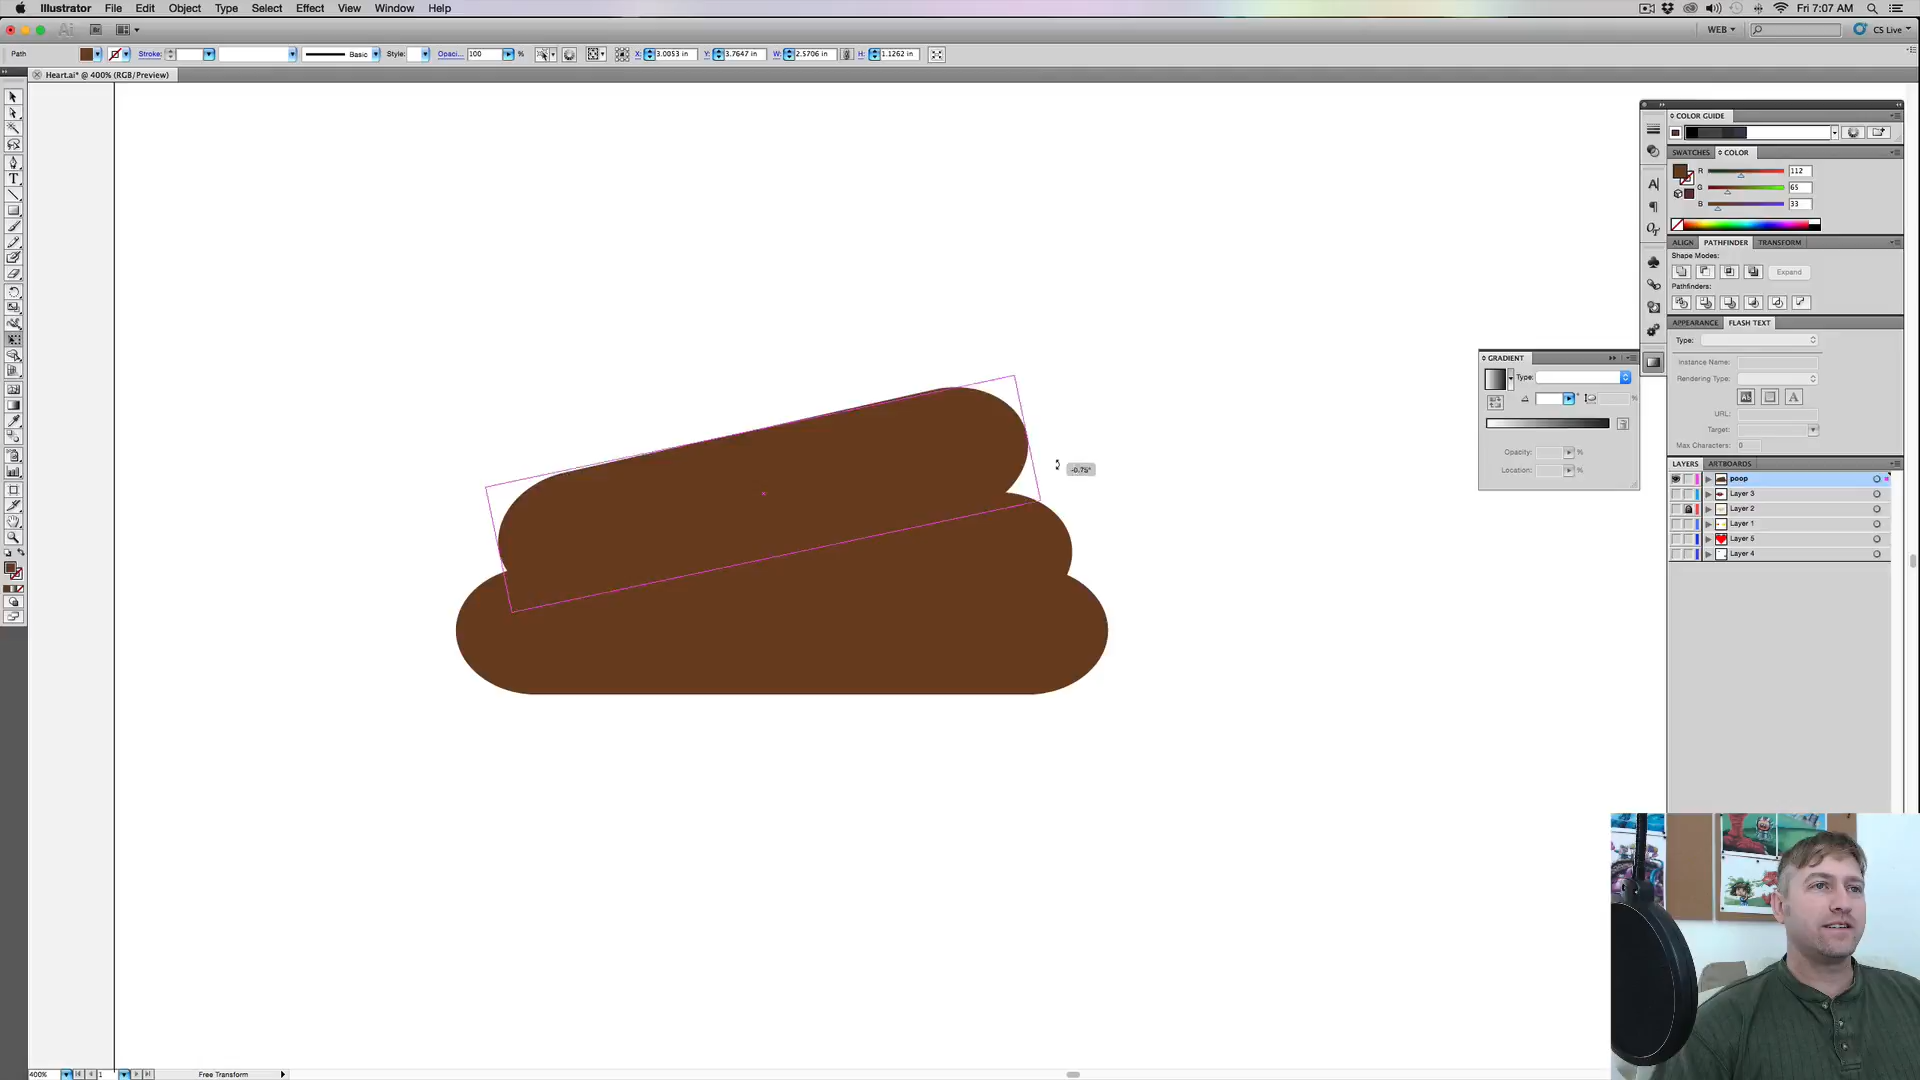 Illustrator File Edit Object Type Select Effect View Window Help
Fri 7:07 AM
Ai
WEB
CS Live
Path
Stroke:
Basic
Style:
Opaci...
100
%
X:
3.0053 in
Y:
3.7647 in
W:
2.5706 in
H:
1.1262 in
Heart.ai* @ 400% (RGB/Preview)
COLOR GUIDE
SWATCHES
COLOR
R
112
G
65
B
33
ALIGN
PATHFINDER
TRANSFORM
Shape Modes:
Expand
Pathfinders:
APPEARANCE
FLASH TEXT
Type:
Instance Name:
Rendering Type:
URL:
Target:
Max Characters:
0
GRADIENT
Type:
°
%
Opacity:
%
Location:
%
LAYERS
ARTBOARDS
poop
Layer 3
Layer 2
Layer 1
Layer 5
Layer 4
-0.75°
400%
1
Free Transform